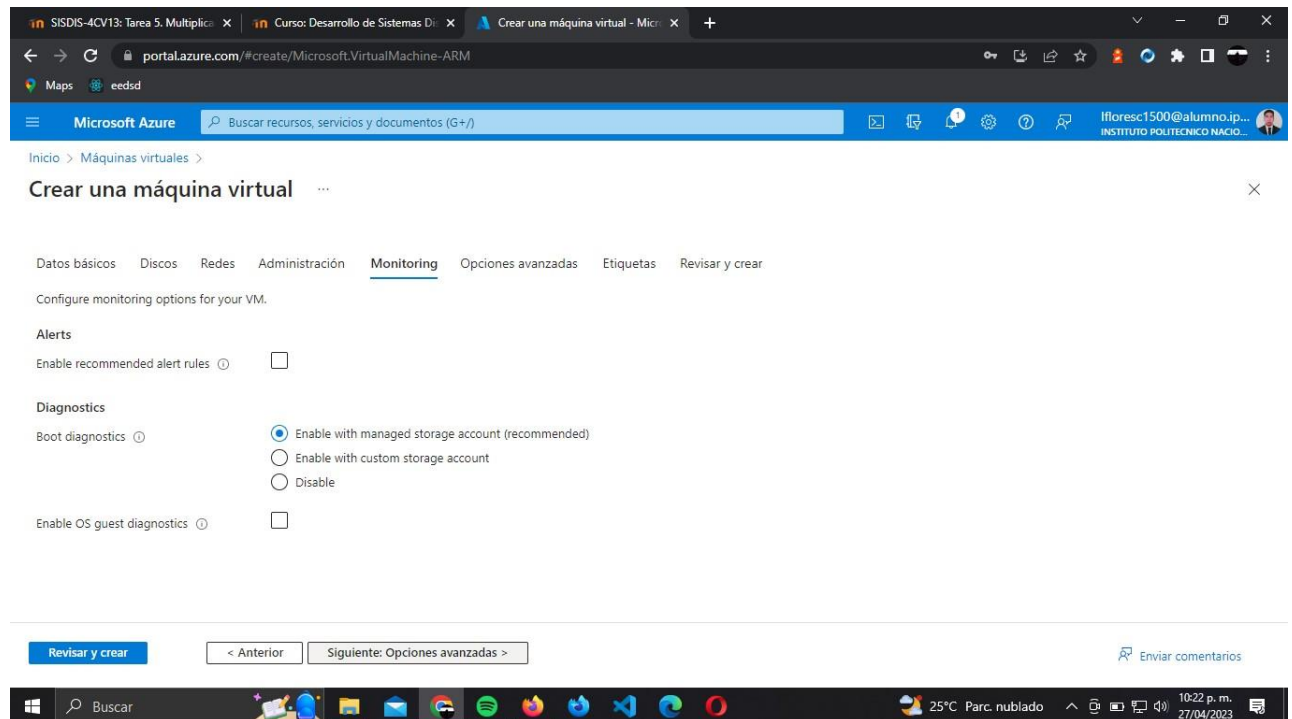 SISDIS-4CV13: Tarea 5. Multiplica
Curso: Desarrollo de Sistemas Di
Crear una máquina virtual - Micr
portal.azure.com/#create/Microsoft.VirtualMachine-ARM
Maps
eedsd
Microsoft Azure
Buscar recursos, servicios y documentos (G+/)
1
lfloresc1500@alumno.ip...
INSTITUTO POLITECNICO NACIO...
Inicio > Máquinas virtuales >
Crear una máquina virtual ...
Datos básicos Discos Redes Administración Monitoring Opciones avanzadas Etiquetas Revisar y crear
Configure monitoring options for your VM.
Alerts
Enable recommended alert rules
Diagnostics
Boot diagnostics
Enable with managed storage account (recommended)
Enable with custom storage account
Disable
Enable OS guest diagnostics
Revisar y crear
< Anterior
Siguiente: Opciones avanzadas >
Enviar comentarios
Buscar
25°C Parc. nublado
10:22 p. m.
27/04/2023